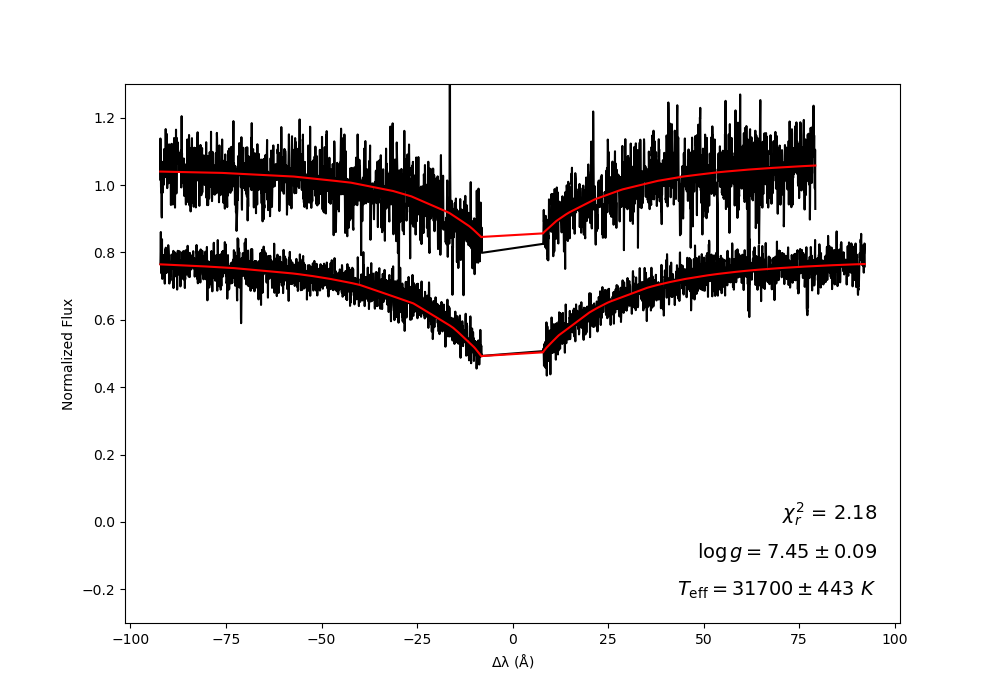 1.2
1.0
0.8
0.6
0.4
0.2
0.0
−0.2
Normalized Flux
χ²ᵣ = 2.18
log g = 7.45 ± 0.09
T_eff = 31700 ± 443 K
−100 −75 −50 −25 0 25 50 75 100
Δλ (Å)